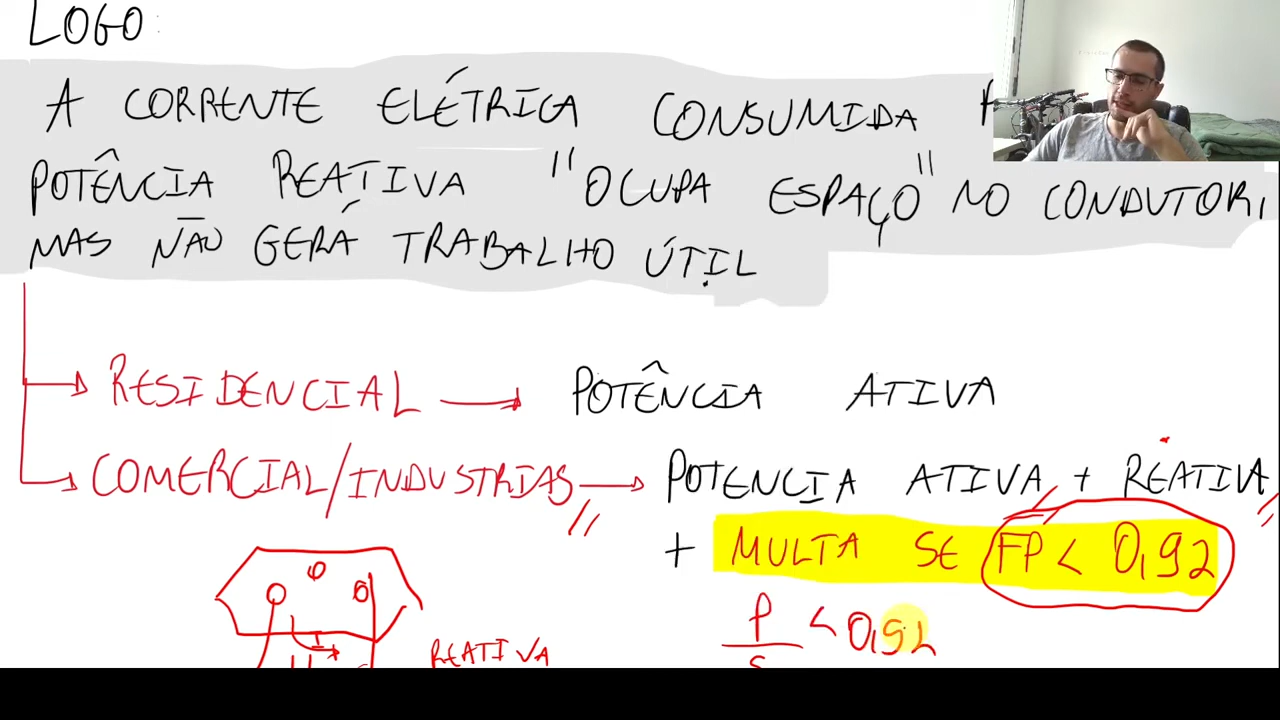 LOGO:
A CORRENTE ELÉTRICA CONSUMIDA
POTÊNCIA REATIVA "OCUPA ESPAÇO" NO CONDUTOR,
MAS NÃO GERÁ TRABALHO ÚTIL
RESIDENCIAL → POTÊNCIA ATIVA
COMERCIAL/INDUSTRIAS → POTENCIA ATIVA + REATIVA
+ MULTA SE FP < 0,92
P < 0,92
S
REATIVA